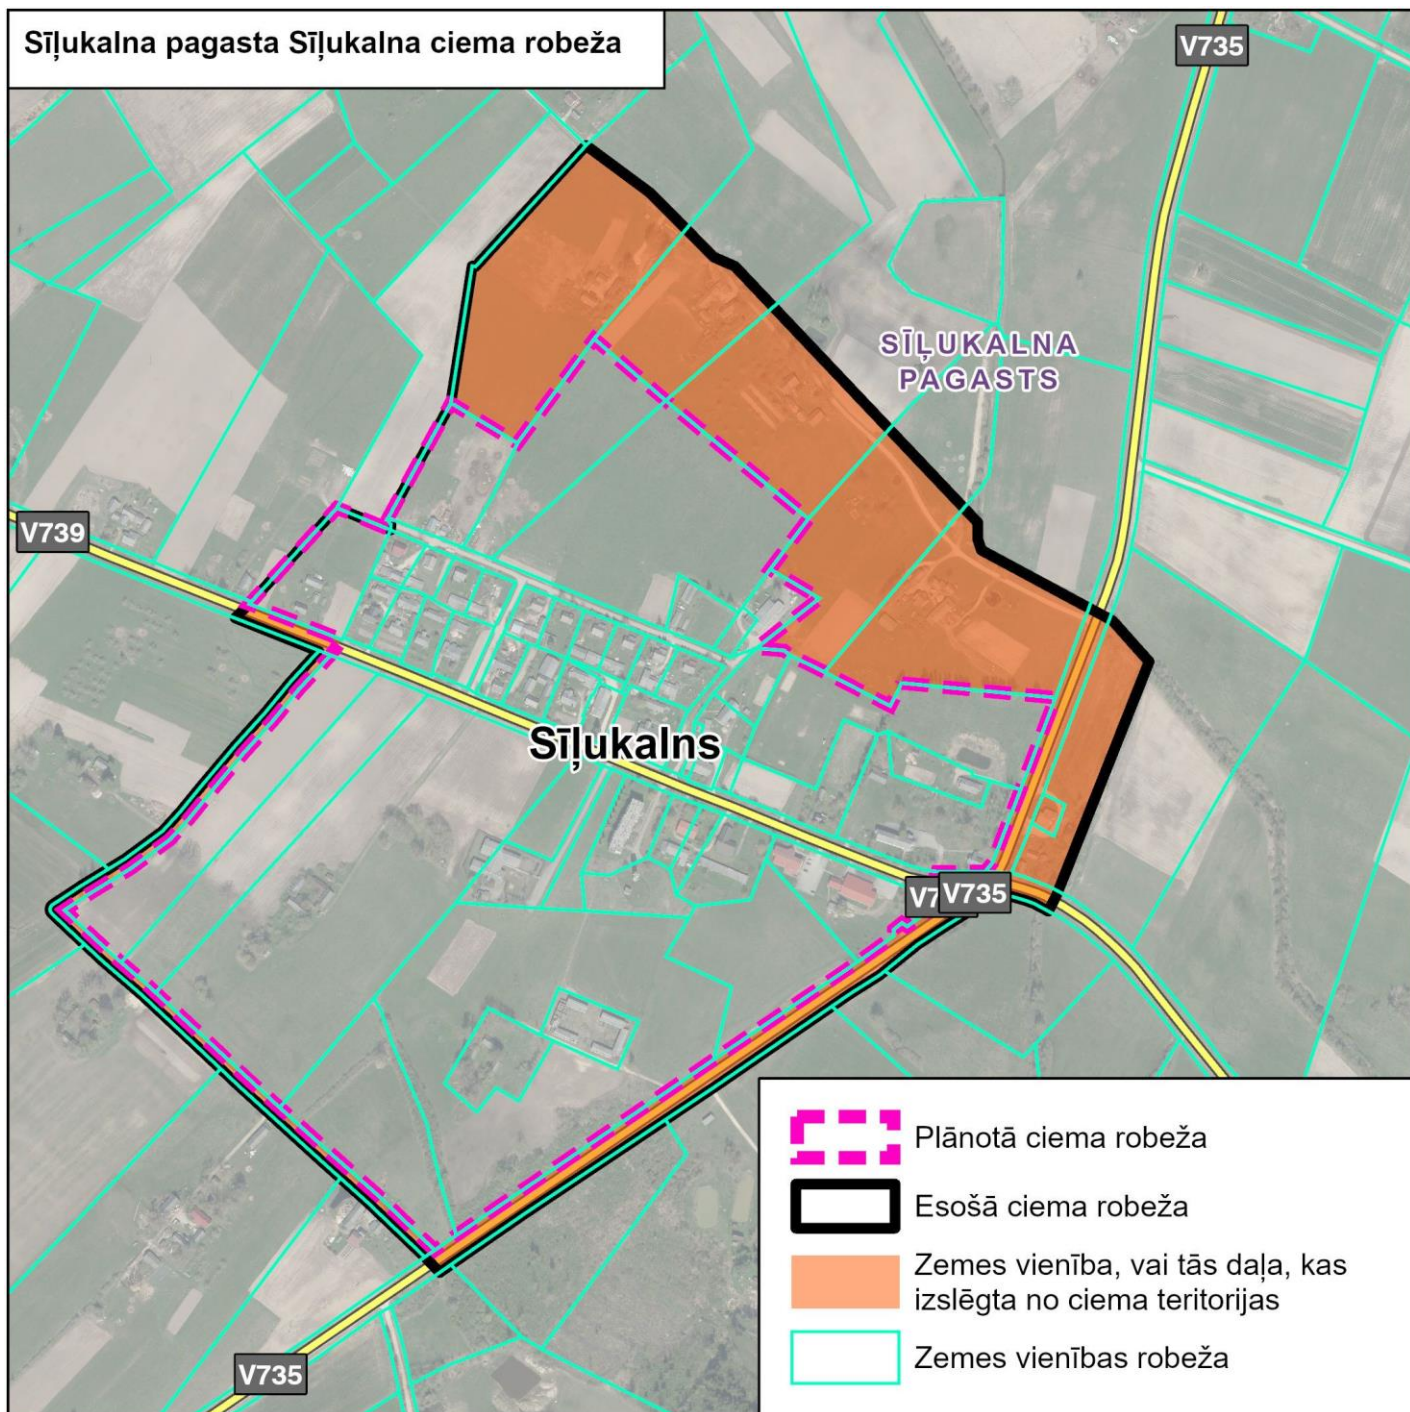 Sīļukalna pagasta Sīļukalna ciema robeža
V735
SĪĻUKALNA
PAGASTS
V739
Sīļukalns
V7
V735
Plānotā ciema robeža
Esošā ciema robeža
Zemes vienība, vai tās daļa, kas
izslēgta no ciema teritorijas
Zemes vienības robeža
V735